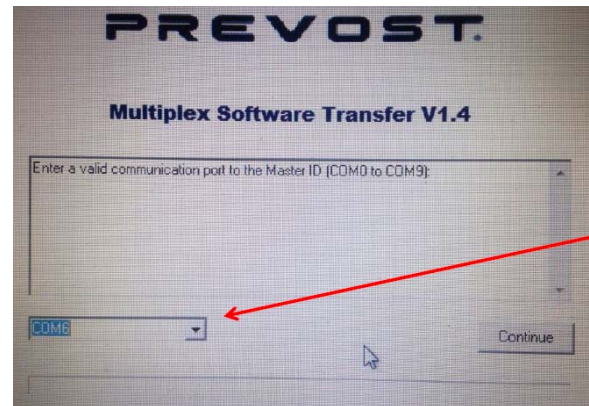 PREVOST.
Multiplex Software Transfer V1.4
Enter a valid communication port to the Master ID (COM0 to COM9):
COM6
Continue